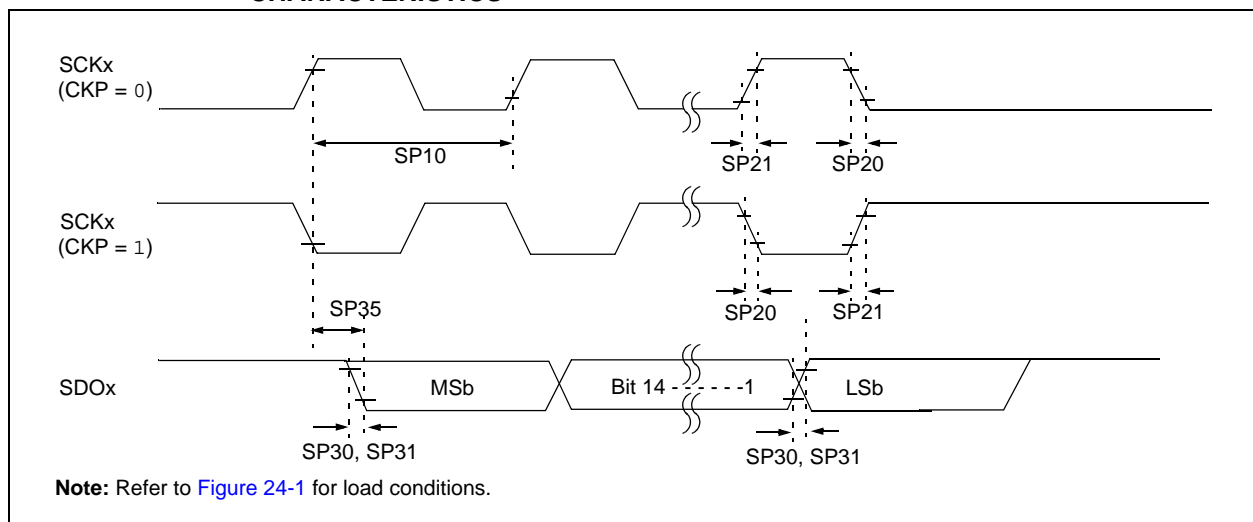 CHARACTERISTICS
SCKx
(CKP = 0)
SP10
SP21
SP20
SCKx
(CKP = 1)
SP35
SP20
SP21
SDOx
MSb
Bit 14 - - - - - -1
LSb
SP30, SP31
SP30, SP31
Note: Refer to Figure 24-1 for load conditions.